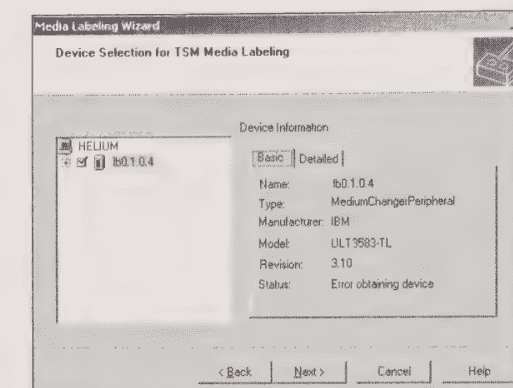 Media Labeling Wizard
Device Selection for TSM Media Labeling
HELIUM
lb0.1.0.4
Device Information
Basic
Detailed
Name: lb0.1.0.4
Type: MediumChangerPeripheral
Manufacturer: IBM
Model: ULT3583-TL
Revision: 3.10
Status: Error obtaining device
< Back
Next >
Cancel
Help